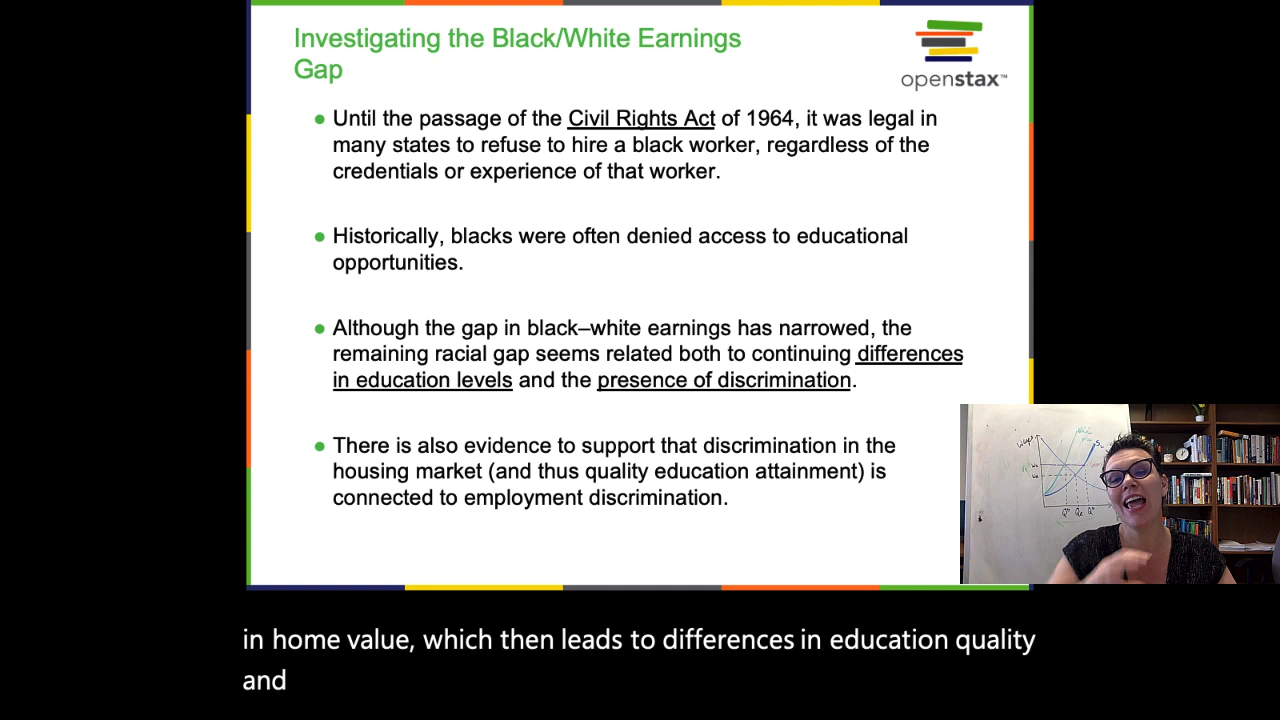 Investigating the Black/White Earnings
Gap
openstax™
● Until the passage of the Civil Rights Act of 1964, it was legal in
many states to refuse to hire a black worker, regardless of the
credentials or experience of that worker.
● Historically, blacks were often denied access to educational
opportunities.
● Although the gap in black–white earnings has narrowed, the
remaining racial gap seems related both to continuing differences
in education levels and the presence of discrimination.
● There is also evidence to support that discrimination in the
housing market (and thus quality education attainment) is
connected to employment discrimination.
in home value, which then leads to differences in education quality
and